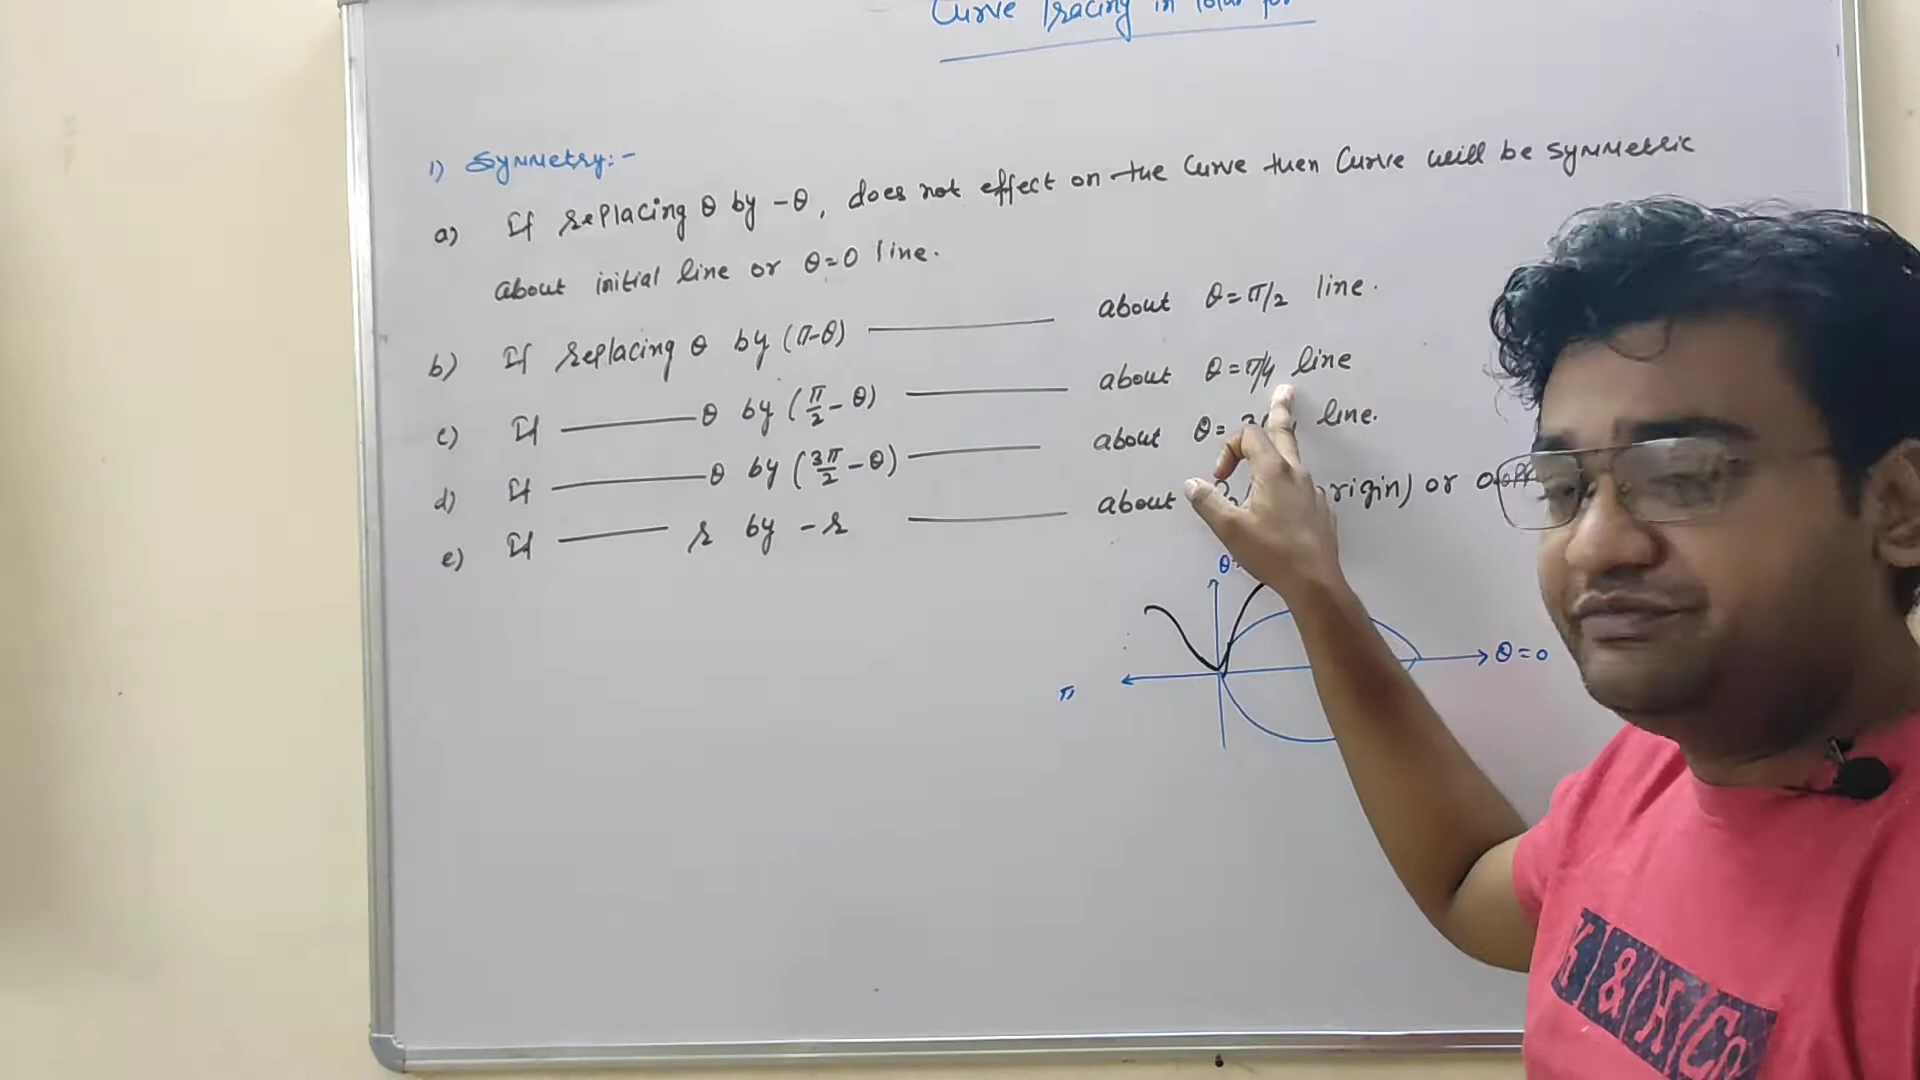 Curve Tracing in
1) Symmetry:-
a) If replacing θ by -θ, does not effect on the Curve then Curve will be symmetric
about initial line or θ=0 line.
b) If replacing θ by (π-θ) ——— about θ=π/2 line.
c) If ——— θ by (π/2 - θ) ——— about θ=π/4 line
d) If ——— θ by (3π/2 - θ) ——— about θ= line.
e) If ——— r by -r ——— about origin) or
θ=0
π
K & H Co